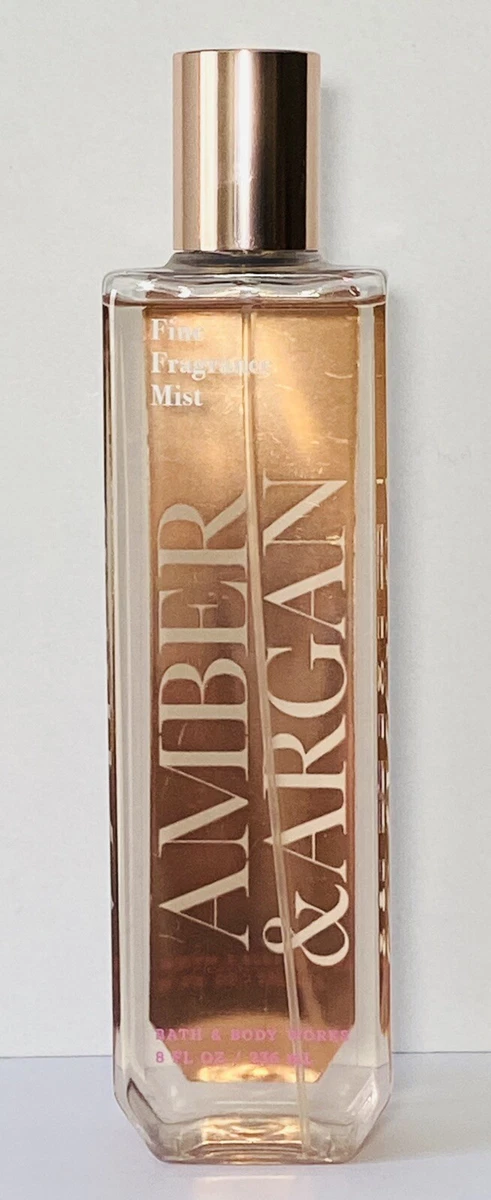 Fine
Fragrance
Mist
AMBER
& ARGAN
BATH & BODY WORKS
8 FL OZ / 236 mL